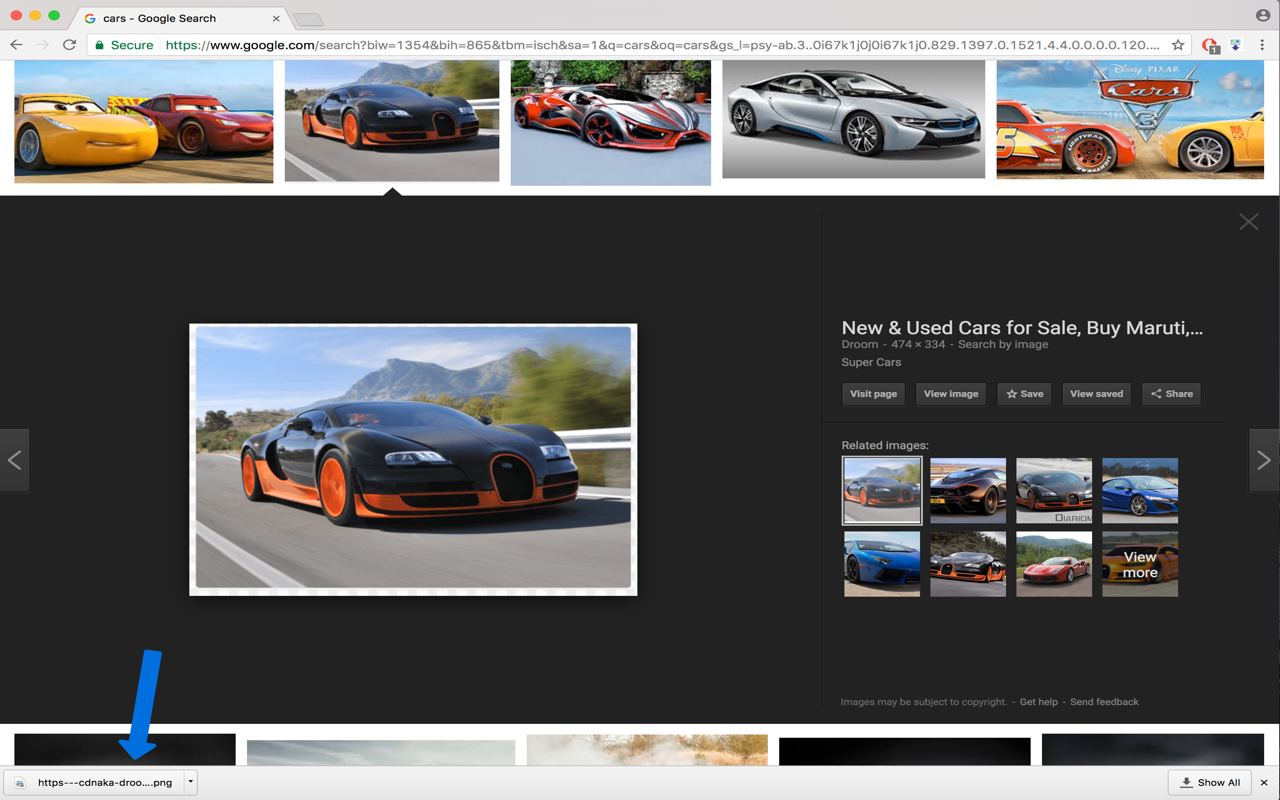 cars - Google Search
Secure https://www.google.com/search?biw=1354&bih=865&tbm=isch&sa=1&q=cars&oq=cars&gs_l=psy-ab.3..0i67k1j0j0i67k1j0.829.1397.0.1521.4.4.0.0.0.0.120....
1
Disney · PIXAR
Cars
3
LIGHTYEAR
New & Used Cars for Sale, Buy Maruti,...
Droom - 474 × 334 - Search by image
Super Cars
Visit page View image Save View saved Share
Related images:
DIARIOM
View
more
Images may be subject to copyright. - Get help - Send feedback
https---cdnaka-droo....png
Show All